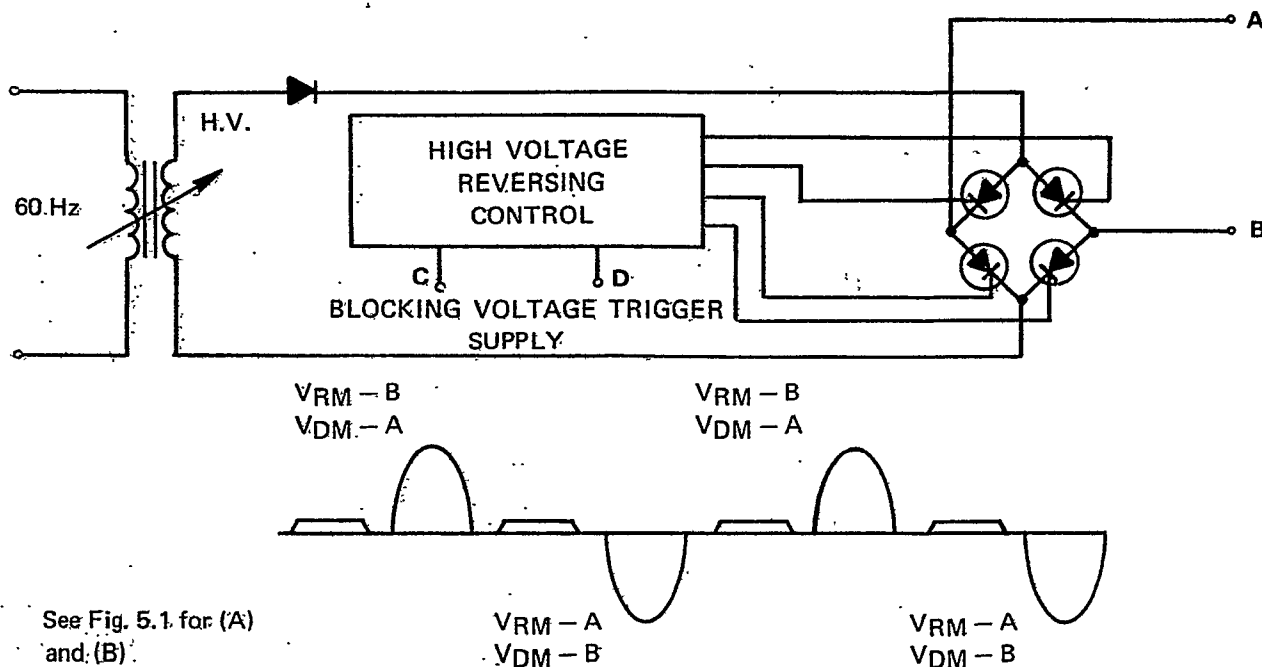 A
H.V.
HIGH VOLTAGE
REVERSING
CONTROL
60 Hz
B
C
D
BLOCKING VOLTAGE TRIGGER
SUPPLY
VRM – B
VDM – A
VRM – B
VDM – A
See Fig. 5.1 for (A)
and (B)
VRM – A
VDM – B
VRM – A
VDM – B